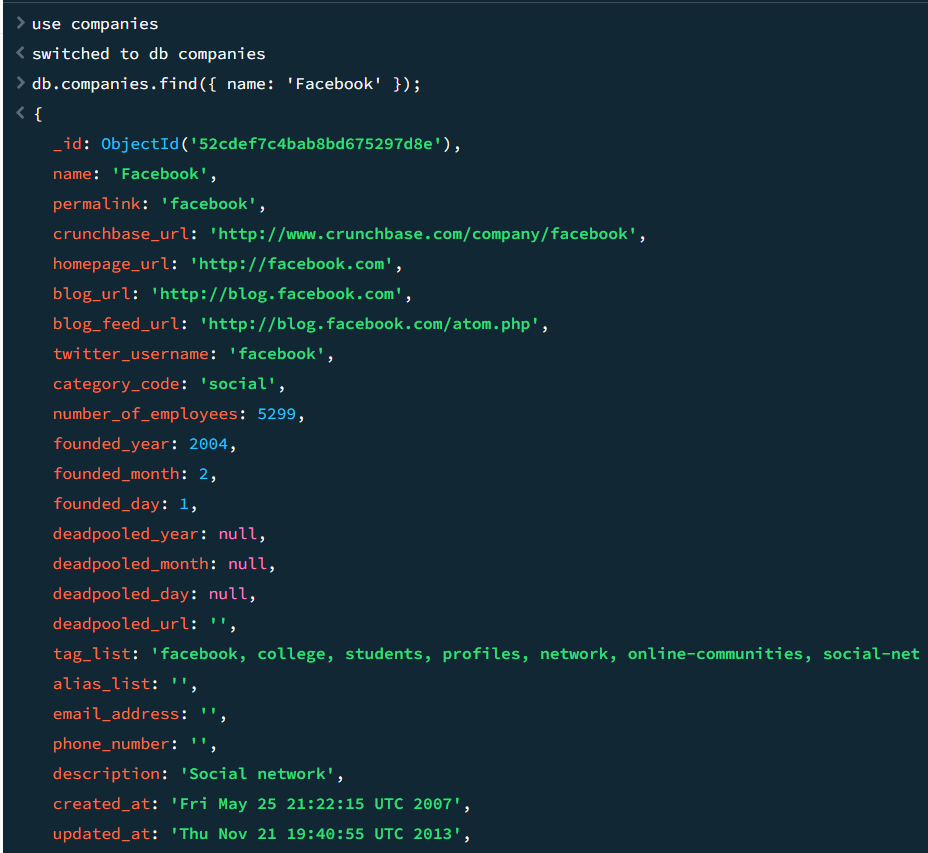 > use companies
< switched to db companies
> db.companies.find({ name: 'Facebook' });
< {
_id: ObjectId('52cdef7c4bab8bd675297d8e'),
name: 'Facebook',
permalink: 'facebook',
crunchbase_url: 'http://www.crunchbase.com/company/facebook',
homepage_url: 'http://facebook.com',
blog_url: 'http://blog.facebook.com',
blog_feed_url: 'http://blog.facebook.com/atom.php',
twitter_username: 'facebook',
category_code: 'social',
number_of_employees: 5299,
founded_year: 2004,
founded_month: 2,
founded_day: 1,
deadpooled_year: null,
deadpooled_month: null,
deadpooled_day: null,
deadpooled_url: '',
tag_list: 'facebook, college, students, profiles, network, online-communities, social-net
alias_list: '',
email_address: '',
phone_number: '',
description: 'Social network',
created_at: 'Fri May 25 21:22:15 UTC 2007',
updated_at: 'Thu Nov 21 19:40:55 UTC 2013',